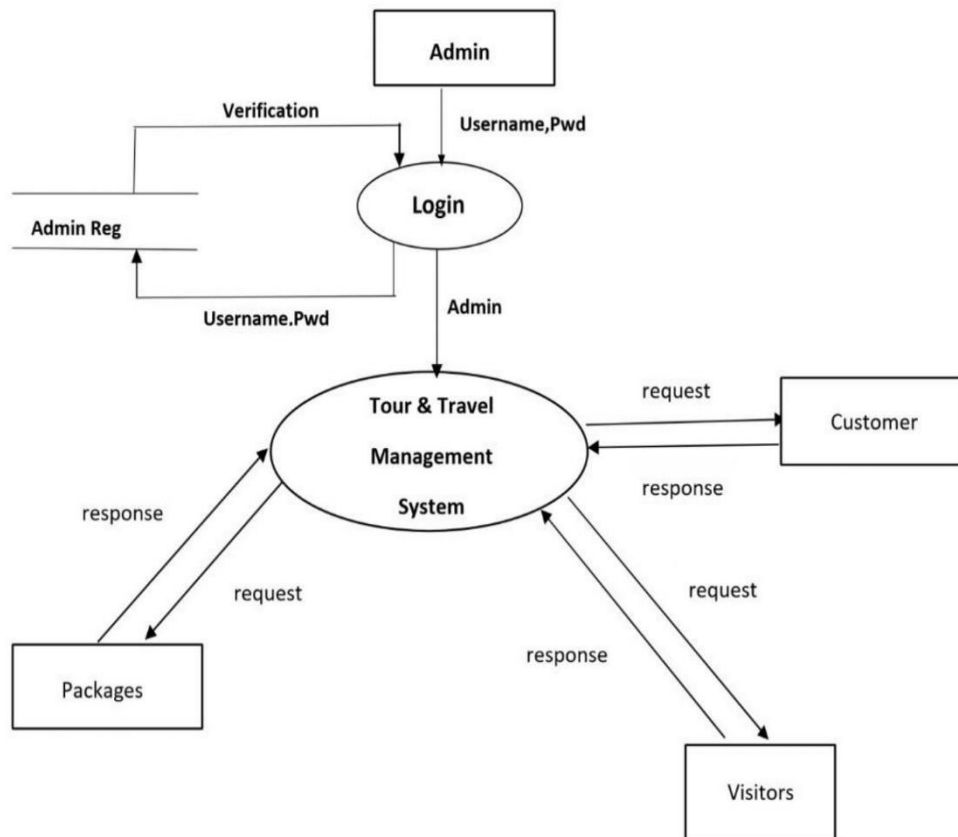 Admin
Verification
Username,Pwd
Login
Admin Reg
Username.Pwd
Admin
Tour & Travel
Management
System
request
Customer
response
response
request
request
response
Packages
Visitors